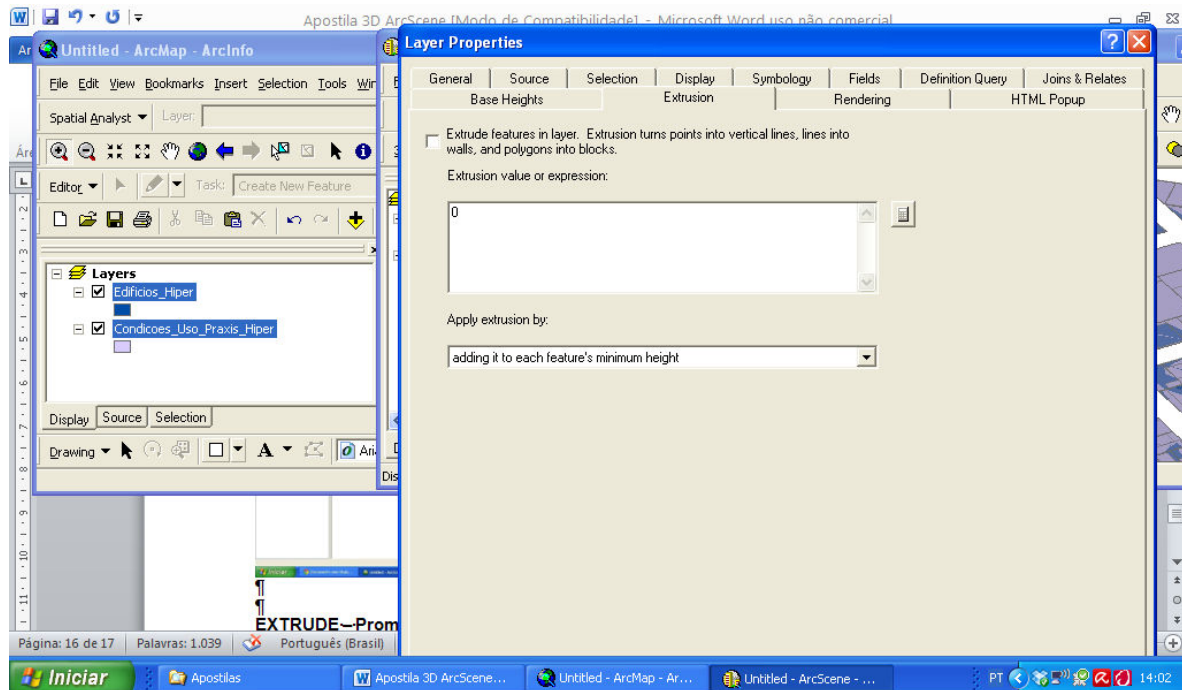 Apostila 3D ArcScene [Modo de Compatibilidade] - Microsoft Word uso não comercial
Untitled - ArcMap - ArcInfo
File Edit View Bookmarks Insert Selection Tools
Spatial Analyst Layer:
Editor Task: Create New Feature
Layers
Edificios_Hiper
Condicoes_Uso_Praxis_Hiper
Display Source Selection
Drawing A
Layer Properties
General Source Selection Display Symbology Fields Definition Query Joins & Relates
Base Heights Extrusion Rendering HTML Popup
Extrude features in layer. Extrusion turns points into vertical lines, lines into
walls, and polygons into blocks.
Extrusion value or expression:
0
Apply extrusion by:
adding it to each feature's minimum height
¶
¶
EXTRUDE–Prom
Página: 16 de 17 Palavras: 1.039 Português (Brasil)
Iniciar Apostilas Apostila 3D ArcScene... Untitled - ArcMap - Ar... Untitled - ArcScene - ... PT 14:02